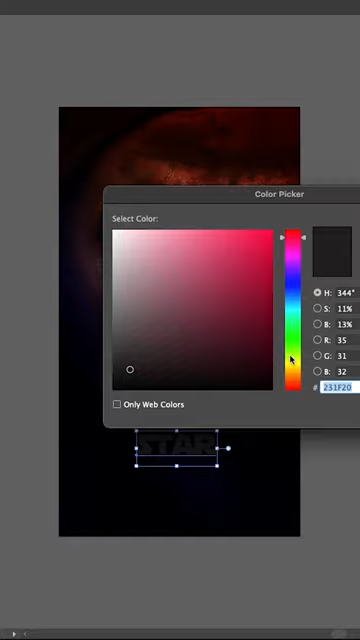 Color Picker
Select Color:
H: 344°
S: 11%
B: 13%
R: 35
G: 31
B: 32
# 231F20
Only Web Colors
STAR